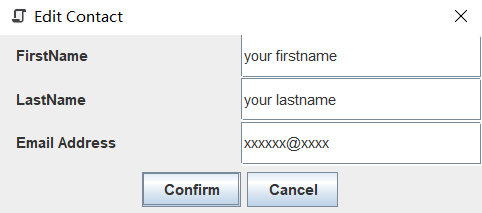 Edit Contact
FirstName your firstname
LastName your lastname
Email Address xxxxxx@xxxx
Confirm Cancel